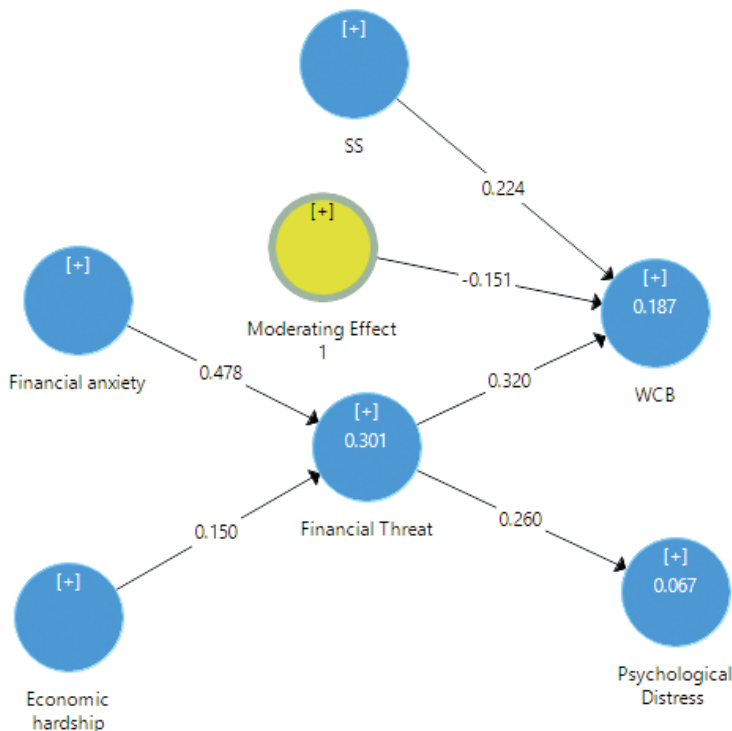 [+]
SS
0.224
[+]
Moderating Effect
1
-0.151
[+]
0.187
WCB
[+]
Financial anxiety
0.478
0.320
[+]
0.301
Financial Threat
0.150
0.260
[+]
Economic
hardship
[+]
0.067
Psychological
Distress